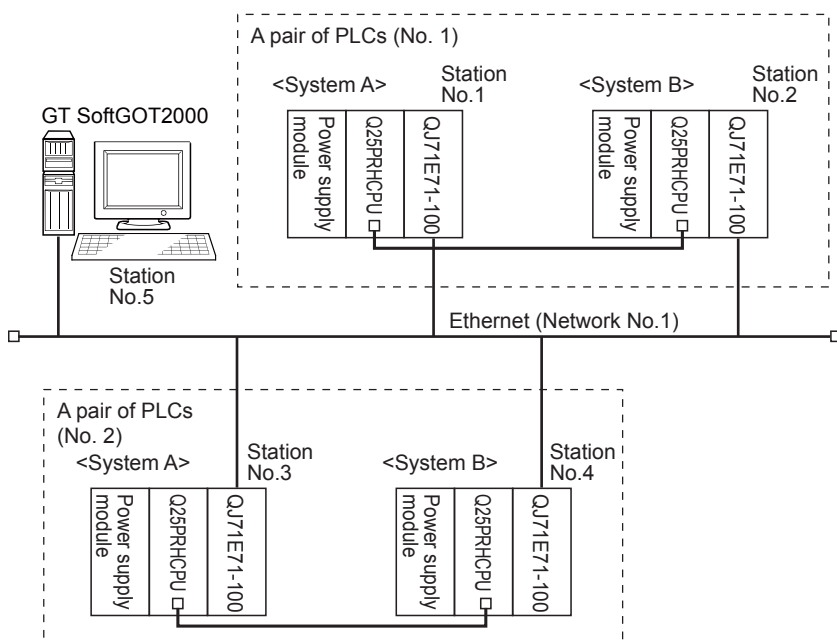 A pair of PLCs (No. 1)
<System A>
Station
No.1
<System B>
Station
No.2
GT SoftGOT2000
Power supply
module
Q25PRHCPU
QJ71E71-100
Power supply
module
Q25PRHCPU
QJ71E71-100
Station
No.5
Ethernet (Network No.1)
A pair of PLCs
(No. 2)
<System A>
Station
No.3
<System B>
Station
No.4
Power supply
module
Q25PRHCPU
QJ71E71-100
Power supply
module
Q25PRHCPU
QJ71E71-100